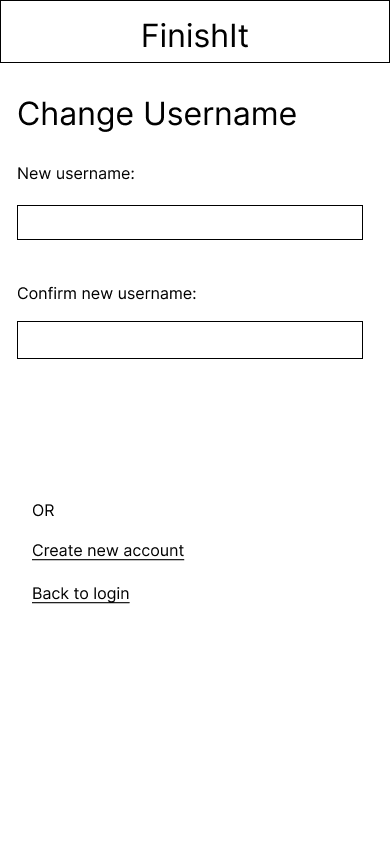 FinishIt
Change Username
New username:
Confirm new username:
OR
Create new account
Back to login